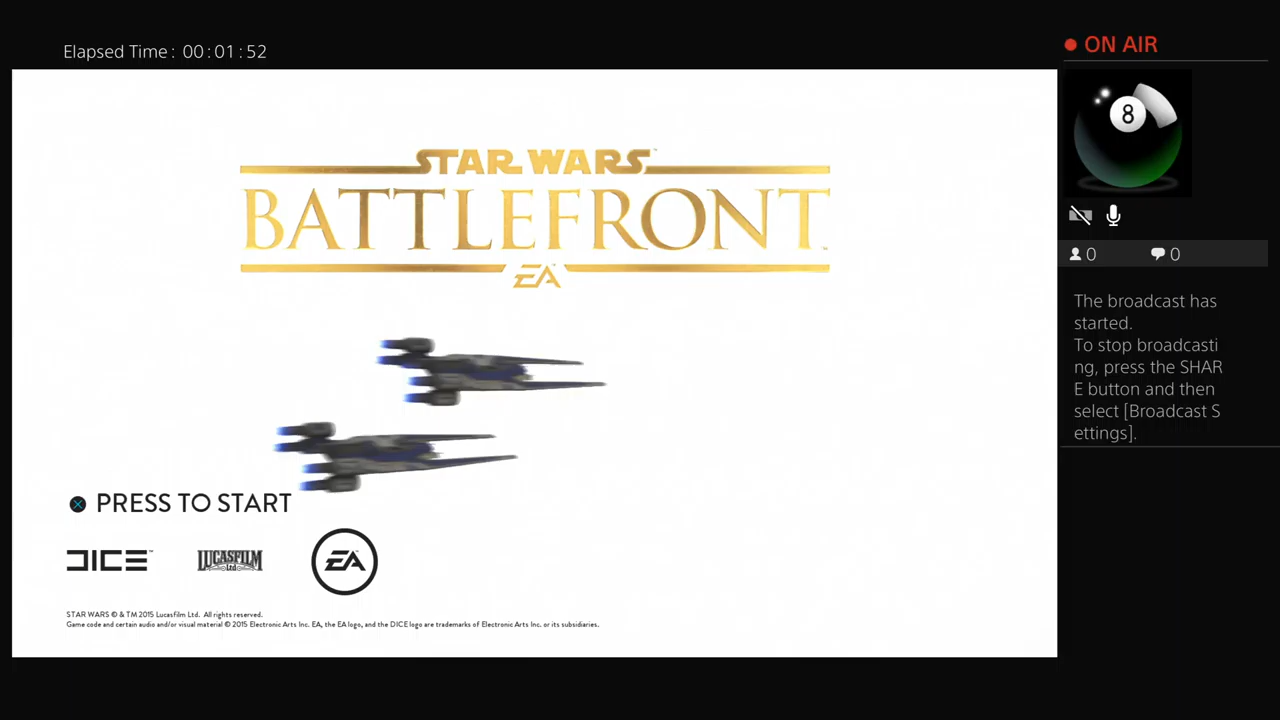 Elapsed Time: 00:01:52
ON AIR
8
STAR WARS
BATTLEFRONT
EA
0 0
The broadcast has
started.
To stop broadcasti
ng, press the SHAR
E button and then
select [Broadcast S
ettings].
PRESS TO START
DICE™
LUCASFILM
Ltd
EA
STAR WARS © & TM 2015 Lucasfilm Ltd. All rights reserved.
Game code and certain audio and/or visual material © 2015 Electronic Arts Inc. EA, the EA logo, and the DICE logo are trademarks of Electronic Arts Inc. or its subsidiaries.